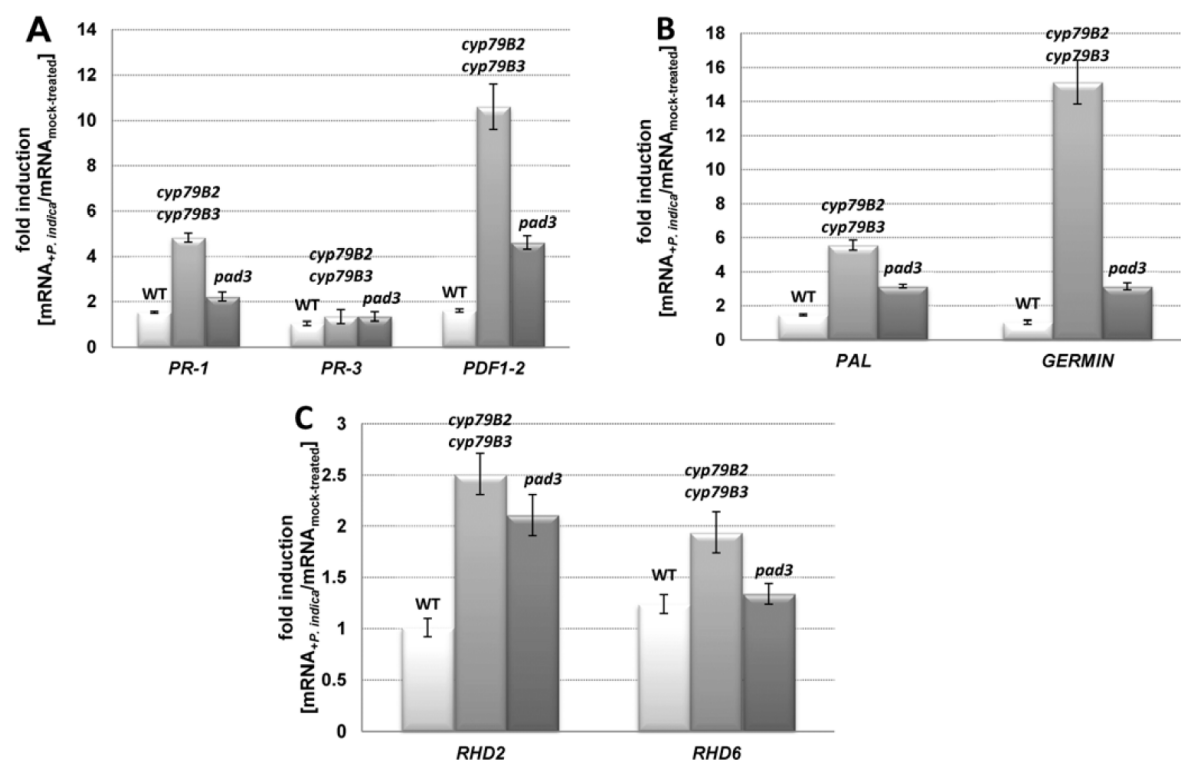 A
fold induction
[mRNA+P. indica/mRNAmock-treated]
14
12
10
8
6
4
2
0
cyp79B2
cyp79B3
WT
pad3
cyp79B2
cyp79B3
WT
pad3
cyp79B2
cyp79B3
WT
pad3
PR-1
PR-3
PDF1-2
B
fold induction
[mRNA+P. indica/mRNAmock-treated]
18
16
14
12
10
8
6
4
2
0
cyp79B2
cyp79B3
WT
pad3
cyp79B2
cyp79B3
WT
pad3
PAL
GERMIN
C
fold induction
[mRNA+P. indica/mRNAmock-treated]
3
2.5
2
1.5
1
0.5
0
cyp79B2
cyp79B3
WT
pad3
cyp79B2
cyp79B3
WT
pad3
RHD2
RHD6